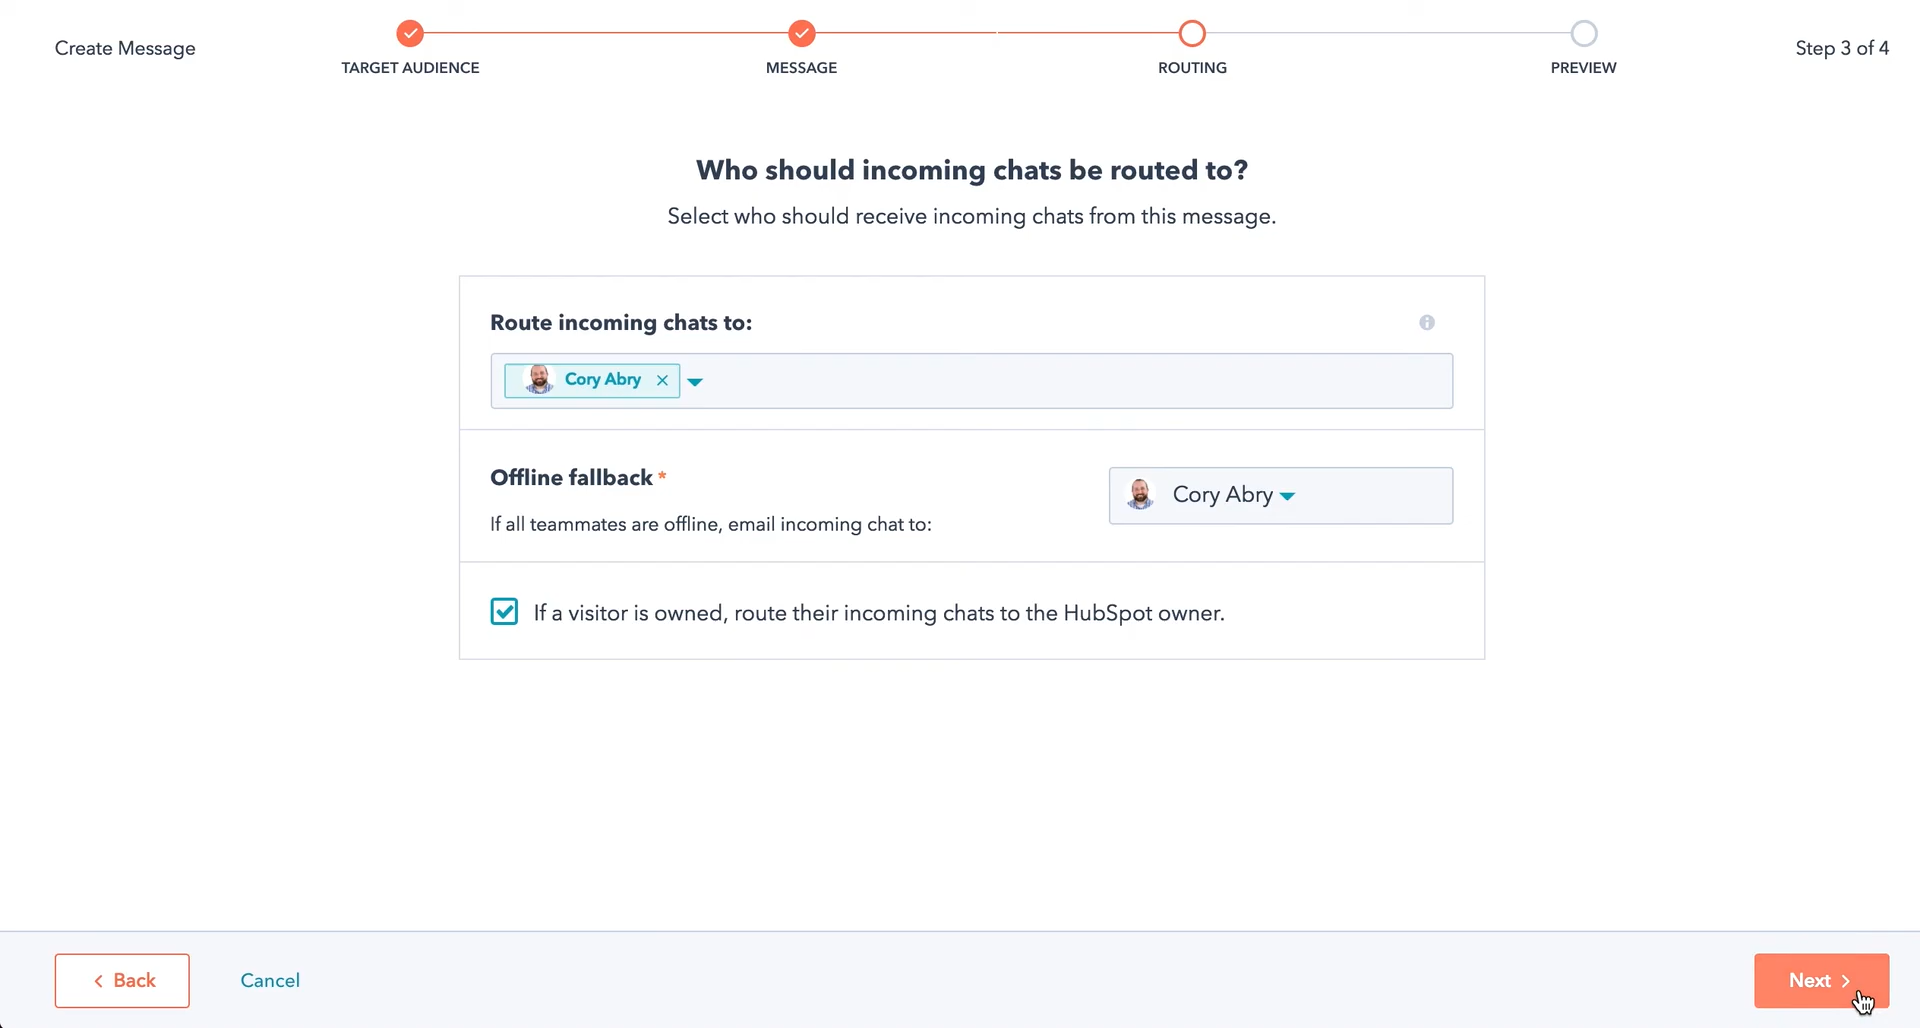 Create Message
TARGET AUDIENCE
MESSAGE
ROUTING
PREVIEW
Step 3 of 4
Who should incoming chats be routed to?
Select who should receive incoming chats from this message.
Route incoming chats to:
Cory Abry
Offline fallback *
Cory Abry
If all teammates are offline, email incoming chat to:
If a visitor is owned, route their incoming chats to the HubSpot owner.
Back
Cancel
Next